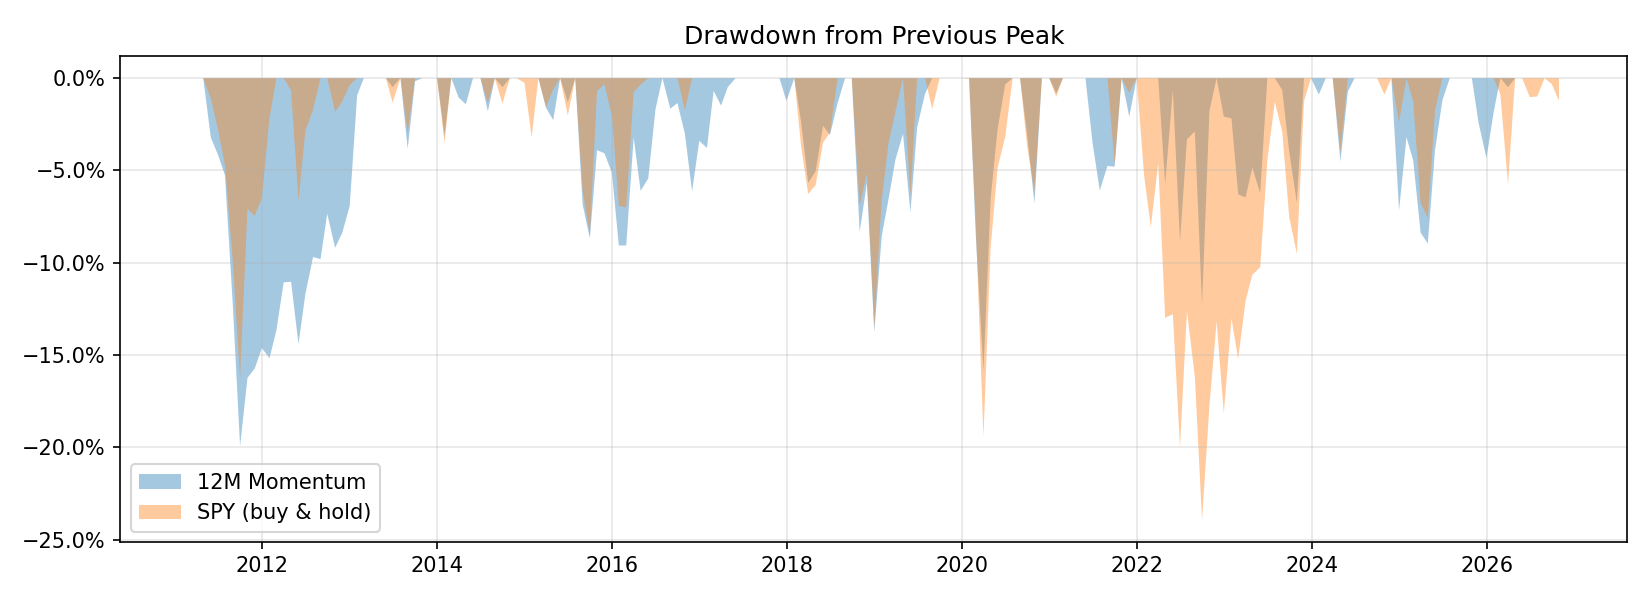 Drawdown from Previous Peak
0.0%
−5.0%
−10.0%
−15.0%
−20.0%
−25.0%
12M Momentum
SPY (buy & hold)
2012 2014 2016 2018 2020 2022 2024 2026